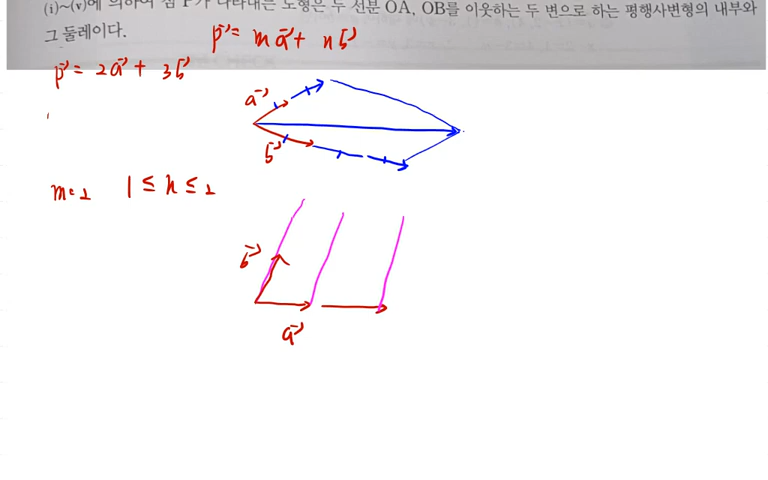 (i)~(v)에 의하여 점 P가 나타내는 도형은 두 선분 OA, OB를 이웃하는 두 변으로 하는 평행사변형의 내부와
그 둘레이다.
p⃗ = m a⃗ + n b⃗
p⃗ = 2a⃗ + 3b⃗
a⃗
b⃗
m=2 1 ≤ n ≤ 2
b⃗
a⃗